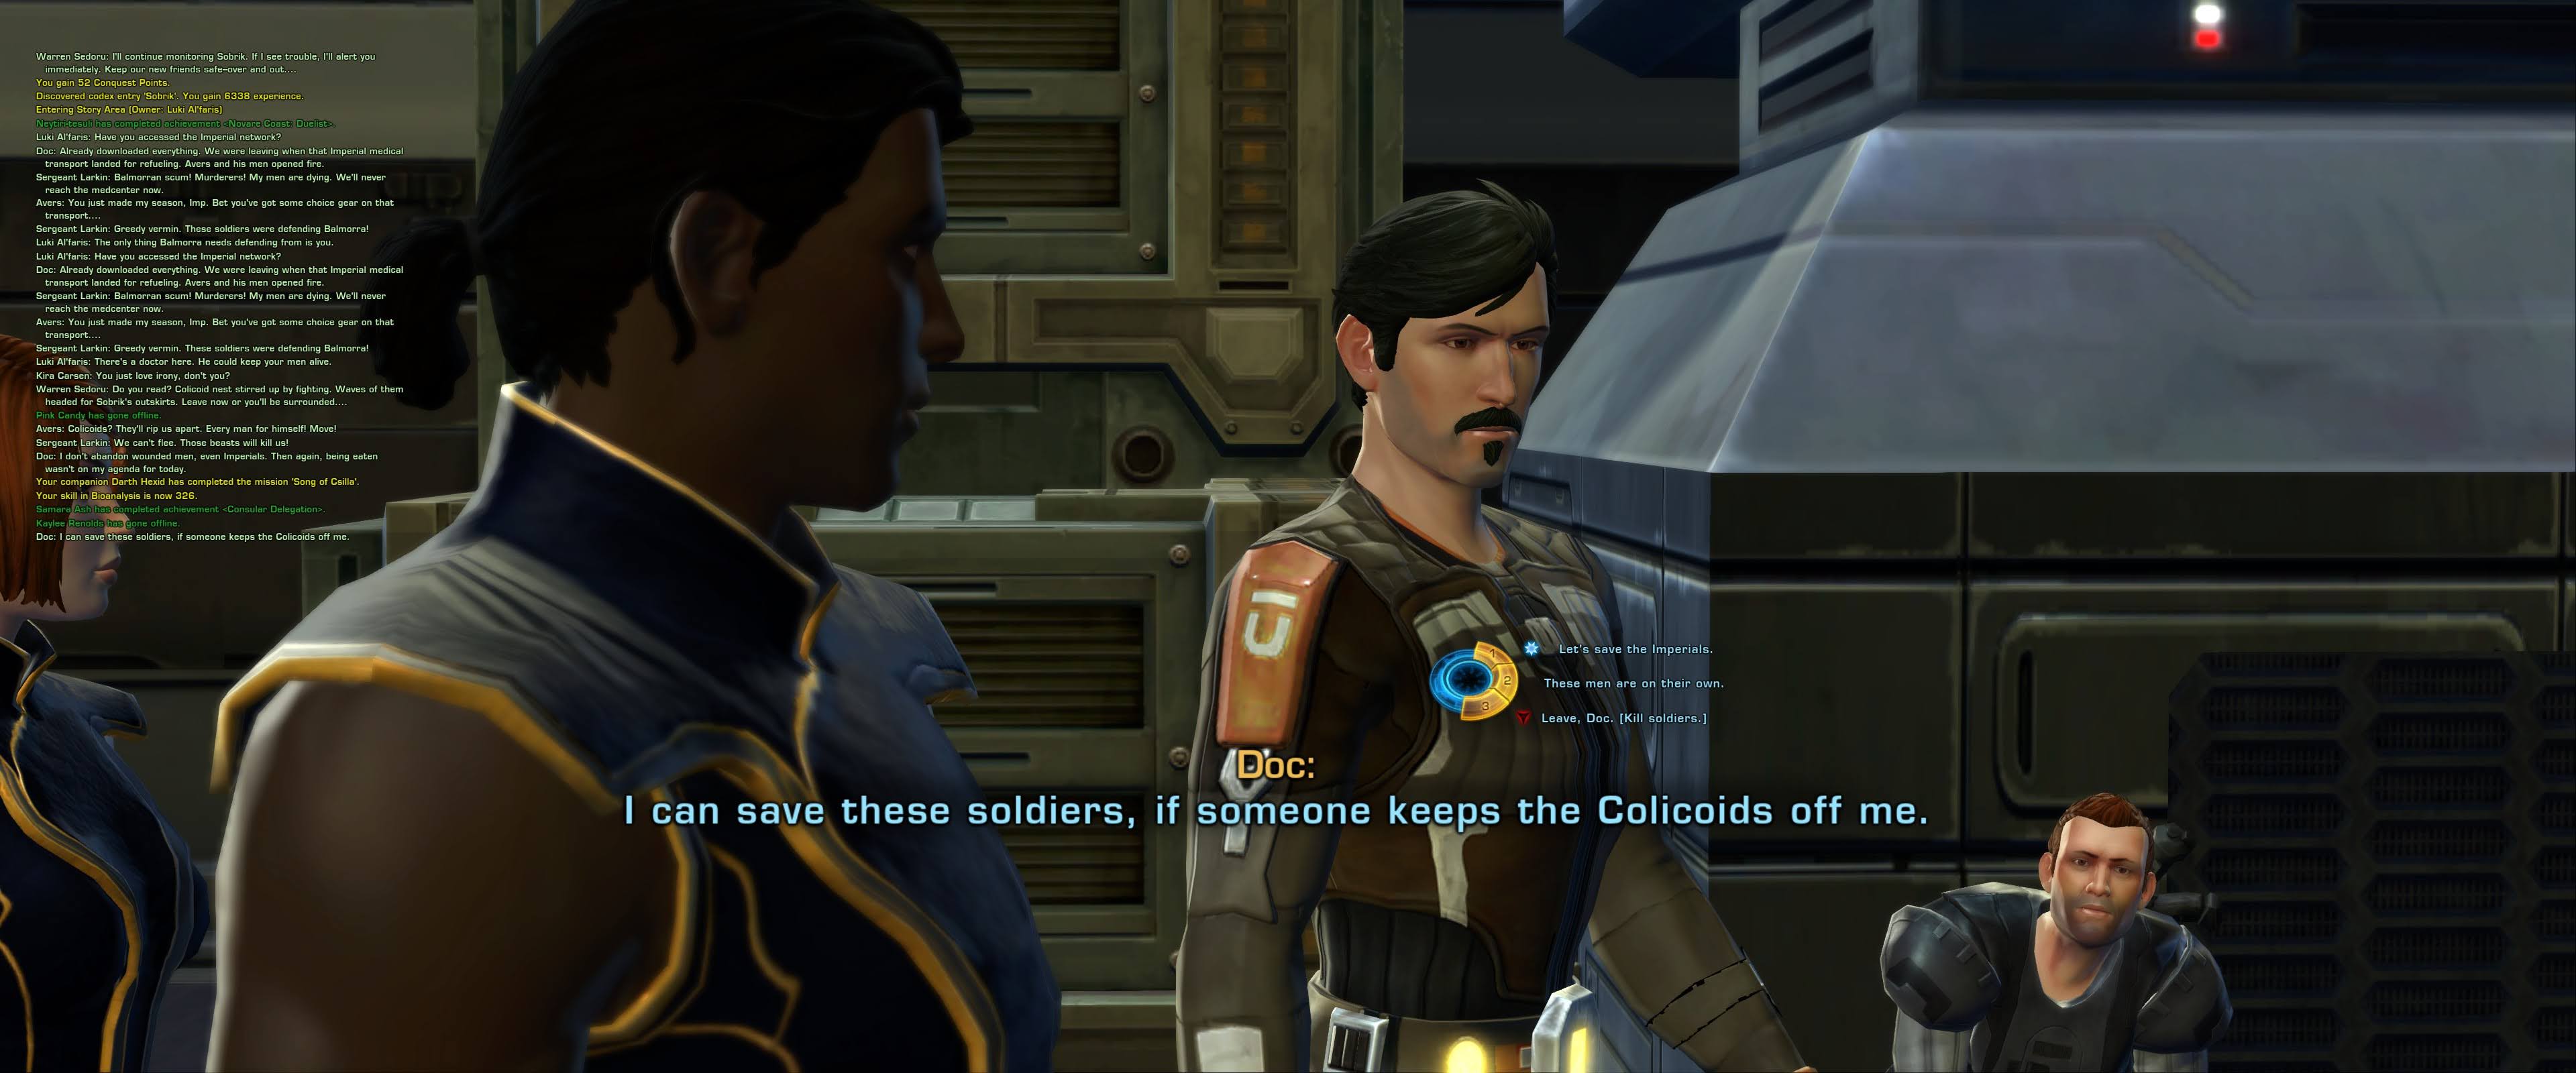 Warren Sedoru: I'll continue monitoring Sobrik. If I see trouble, I'll alert you
immediately. Keep our new friends safe–over and out....
You gain 52 Conquest Points.
Discovered codex entry 'Sobrik'. You gain 6338 experience.
Entering Story Area (Owner: Luki Al'faris)
Neytiri-tesuli has completed achievement <Novare Coast: Duelist>.
Luki Al'faris: Have you accessed the Imperial network?
Doc: Already downloaded everything. We were leaving when that Imperial medical
transport landed for refueling. Avers and his men opened fire.
Sergeant Larkin: Balmorran scum! Murderers! My men are dying. We'll never
reach the medcenter now.
Avers: You just made my season, Imp. Bet you've got some choice gear on that
transport....
Sergeant Larkin: Greedy vermin. These soldiers were defending Balmorra!
Luki Al'faris: The only thing Balmorra needs defending from is you.
Luki Al'faris: Have you accessed the Imperial network?
Doc: Already downloaded everything. We were leaving when that Imperial medical
transport landed for refueling. Avers and his men opened fire.
Sergeant Larkin: Balmorran scum! Murderers! My men are dying. We'll never
reach the medcenter now.
Avers: You just made my season, Imp. Bet you've got some choice gear on that
transport....
Sergeant Larkin: Greedy vermin. These soldiers were defending Balmorra!
Luki Al'faris: There's a doctor here. He could keep your men alive.
Kira Carsen: You just love irony, don't you?
Warren Sedoru: Do you read? Colicoid nest stirred up by fighting. Waves of them
headed for Sobrik's outskirts. Leave now or you'll be surrounded....
Pink Candy has gone offline.
Avers: Colicoids? They'll rip us apart. Every man for himself! Move!
Sergeant Larkin: We can't flee. Those beasts will kill us!
Doc: I don't abandon wounded men, even Imperials. Then again, being eaten
wasn't on my agenda for today.
Your companion Darth Hexid has completed the mission 'Song of Csilla'.
Your skill in Bioanalysis is now 326.
Samara Ash has completed achievement <Consular Delegation>.
Kaylee Renolds has gone offline.
Doc: I can save these soldiers, if someone keeps the Colicoids off me.
1 Let's save the Imperials.
2 These men are on their own.
3 Leave, Doc. [Kill soldiers.]
Doc:
I can save these soldiers, if someone keeps the Colicoids off me.